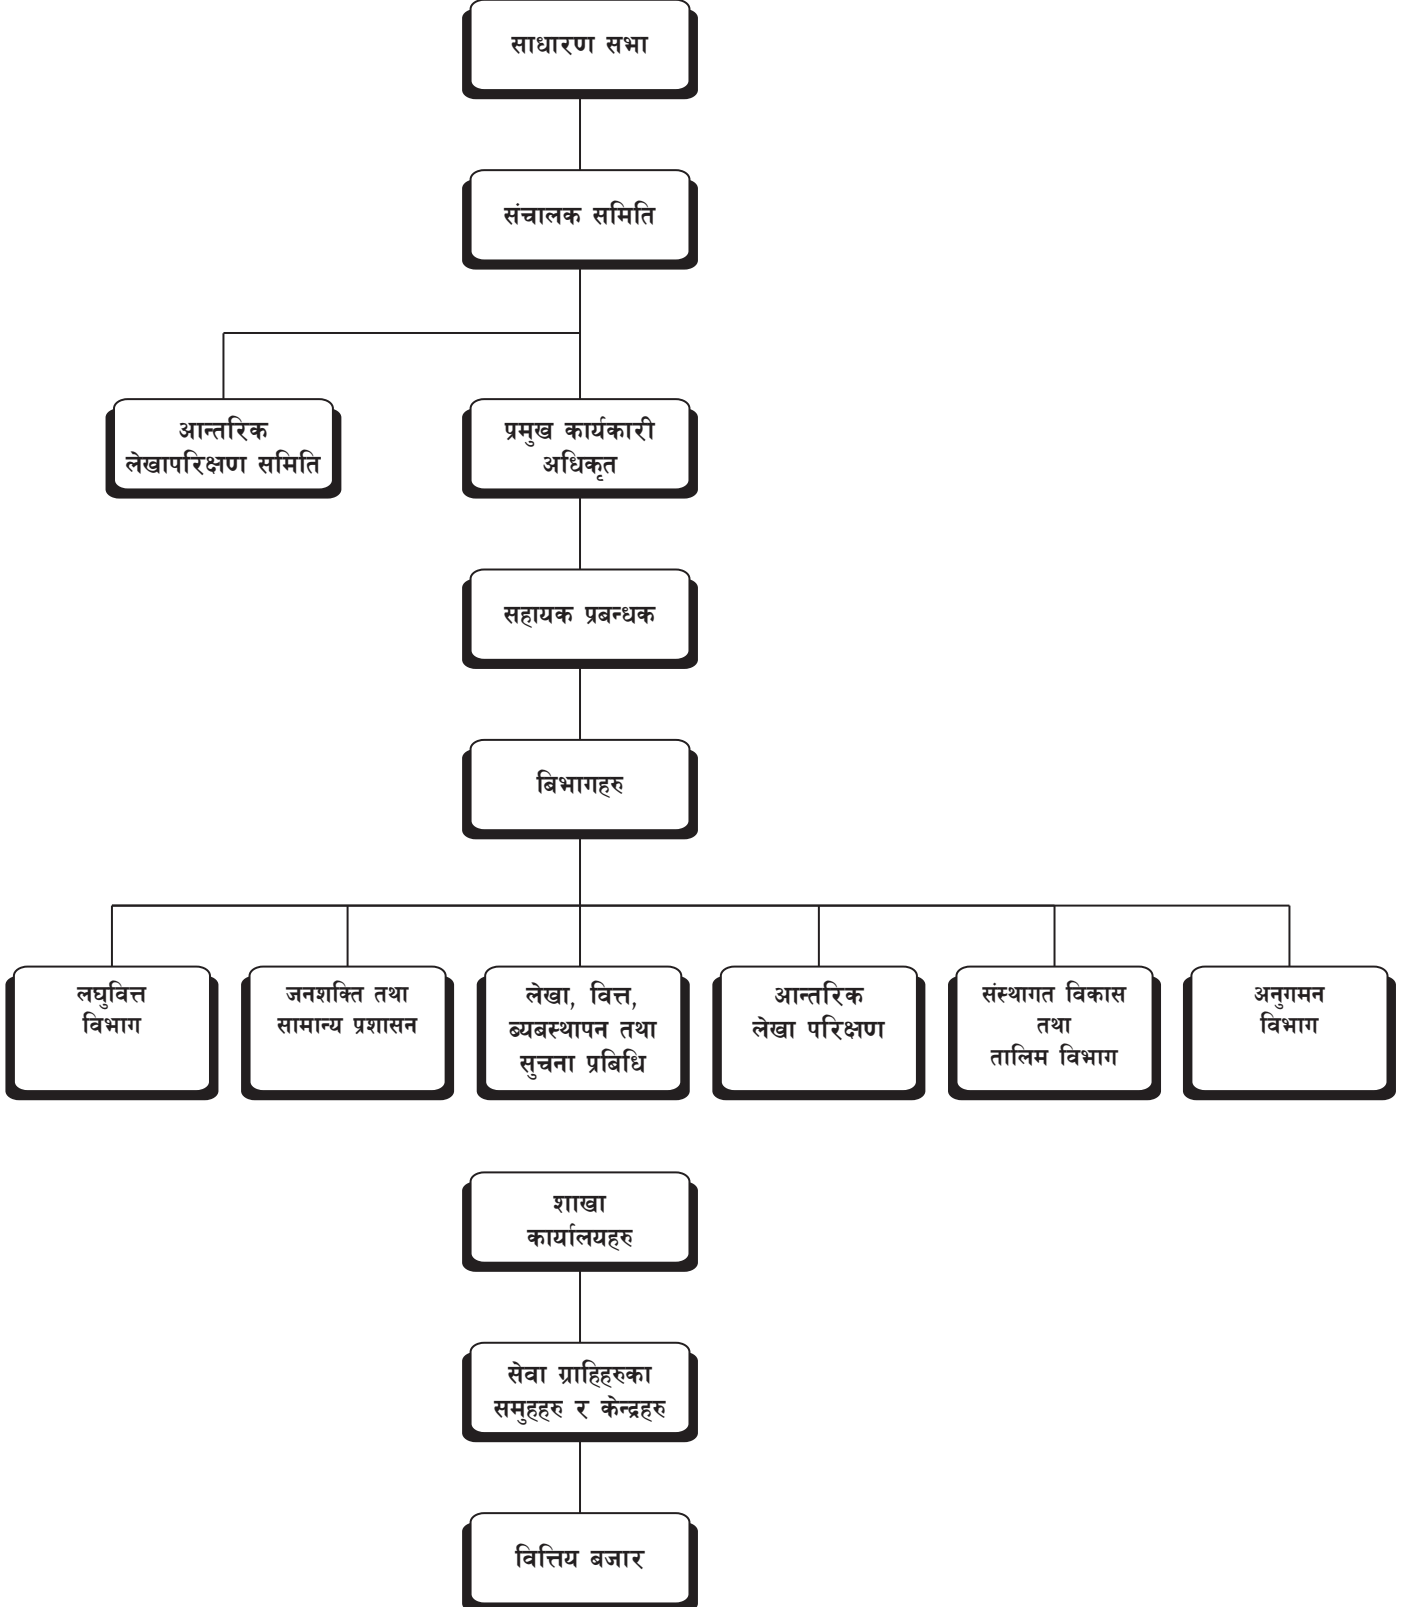 साधारण सभा
संचालक समिति
आन्तरिक
लेखापरिक्षण समिति
प्रमुख कार्यकारी
अधिकृत
सहायक प्रबन्धक
बिभागहरु
लघुवित्त
विभाग
जनशक्ति तथा
सामान्य प्रशासन
लेखा, वित्त,
ब्यबस्थापन तथा
सुचना प्रबिधि
आन्तरिक
लेखा परिक्षण
संस्थागत विकास
तथा
तालिम विभाग
अनुगमन
विभाग
शाखा
कार्यालयहरु
सेवा ग्राहिहरुका
समुहहरु र केन्द्रहरु
वित्तिय बजार